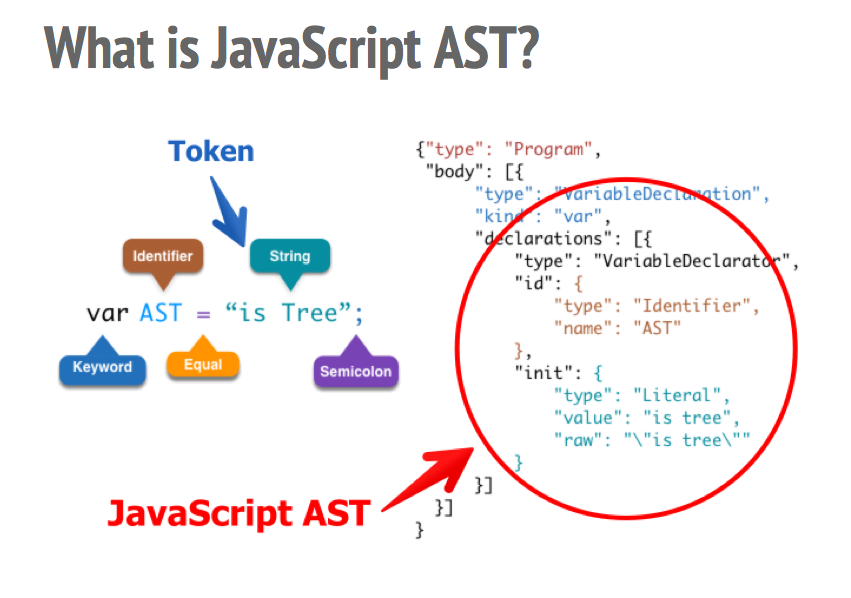 What is JavaScript AST?
Token
Identifier
String
var AST = “is Tree”;
Keyword
Equal
Semicolon
JavaScript AST
{"type": "Program",
"body": [{
"type": "VariableDeclaration",
"kind": "var",
"declarations": [{
"type": "VariableDeclarator",
"id": {
"type": "Identifier",
"name": "AST"
},
"init": {
"type": "Literal",
"value": "is tree",
"raw": "\"is tree\""
}
}]
}]
}